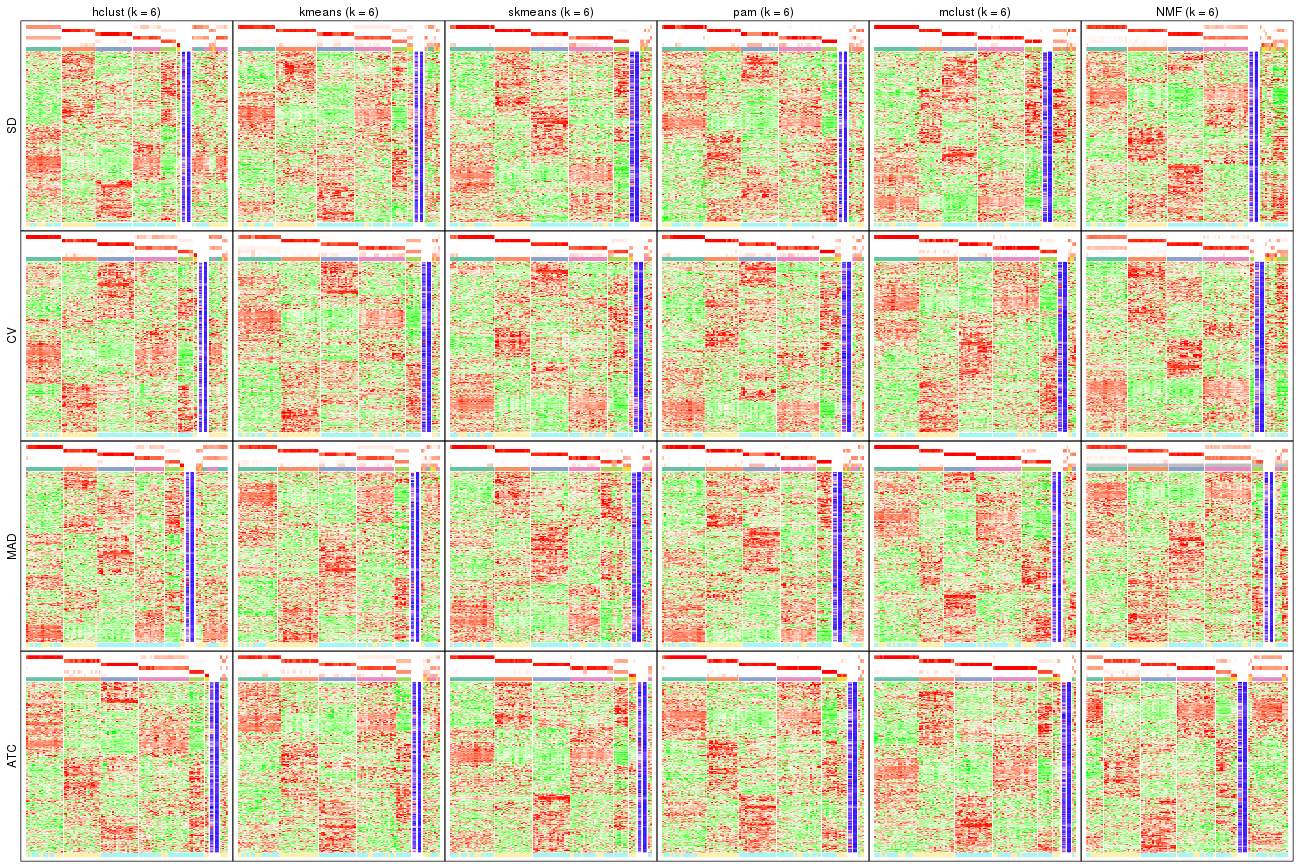 hclust (k = 6) kmeans (k = 6) skmeans (k = 6) pam (k = 6) mclust (k = 6) NMF (k = 6)
SD
CV
MAD
ATC